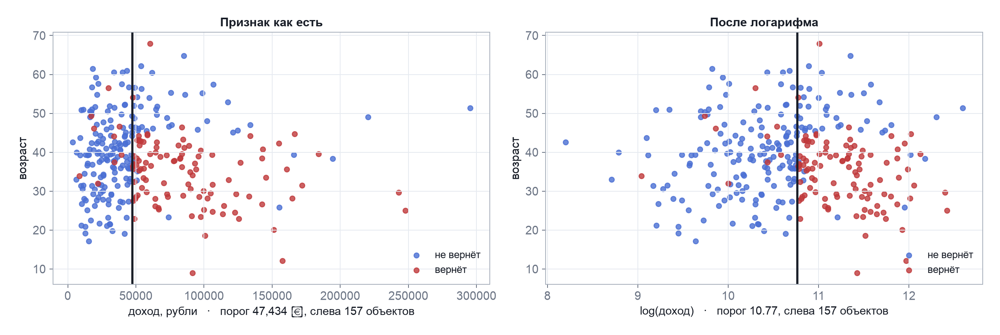 Признак как есть
70
60
50
40
30
20
10
возраст
0 50000 100000 150000 200000 250000 300000
не вернёт
вернёт
доход, рубли · порог 47,434 , слева 157 объектов
После логарифма
70
60
50
40
30
20
10
возраст
8 9 10 11 12
не вернёт
вернёт
log(доход) · порог 10.77, слева 157 объектов